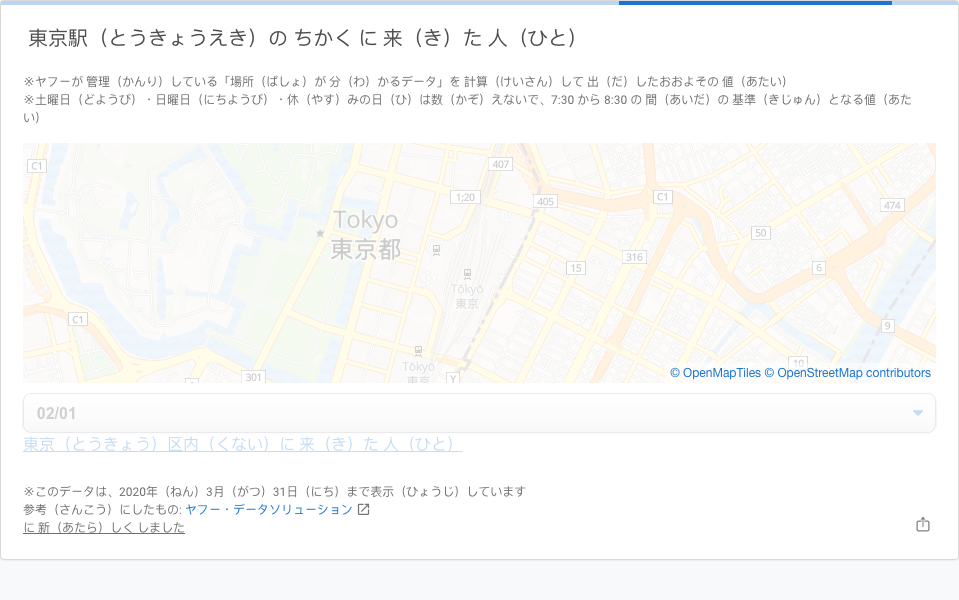 東京駅（とうきょうえき）の ちかく に 来（き）た 人（ひと）
※ヤフーが 管理（かんり）している「場所（ばしょ）が 分（わ）かるデータ」を 計算（けいさん）して 出（だ）したおおよその 値（あたい）
※土曜日（どようび）・日曜日（にちようび）・休（やす）みの日（ひ）は数（かぞ）えないで、7:30 から 8:30 の 間（あいだ）の 基準（きじゅん）となる値（あた
い）
C1
407
1;20
405
C1
474
Tokyo
東京都
50
316
15
6
Tōkyō
東京
C1
9
Tōkyō
東京
301
Y
10
© OpenMapTiles © OpenStreetMap contributors
02/01
東京（とうきょう）区内（くない）に 来（き）た 人（ひと）
※このデータは、2020年（ねん）3月（がつ）31日（にち）まで表示（ひょうじ）しています
参考（さんこう）にしたもの: ヤフー・データソリューション
に 新（あたら）しく しました